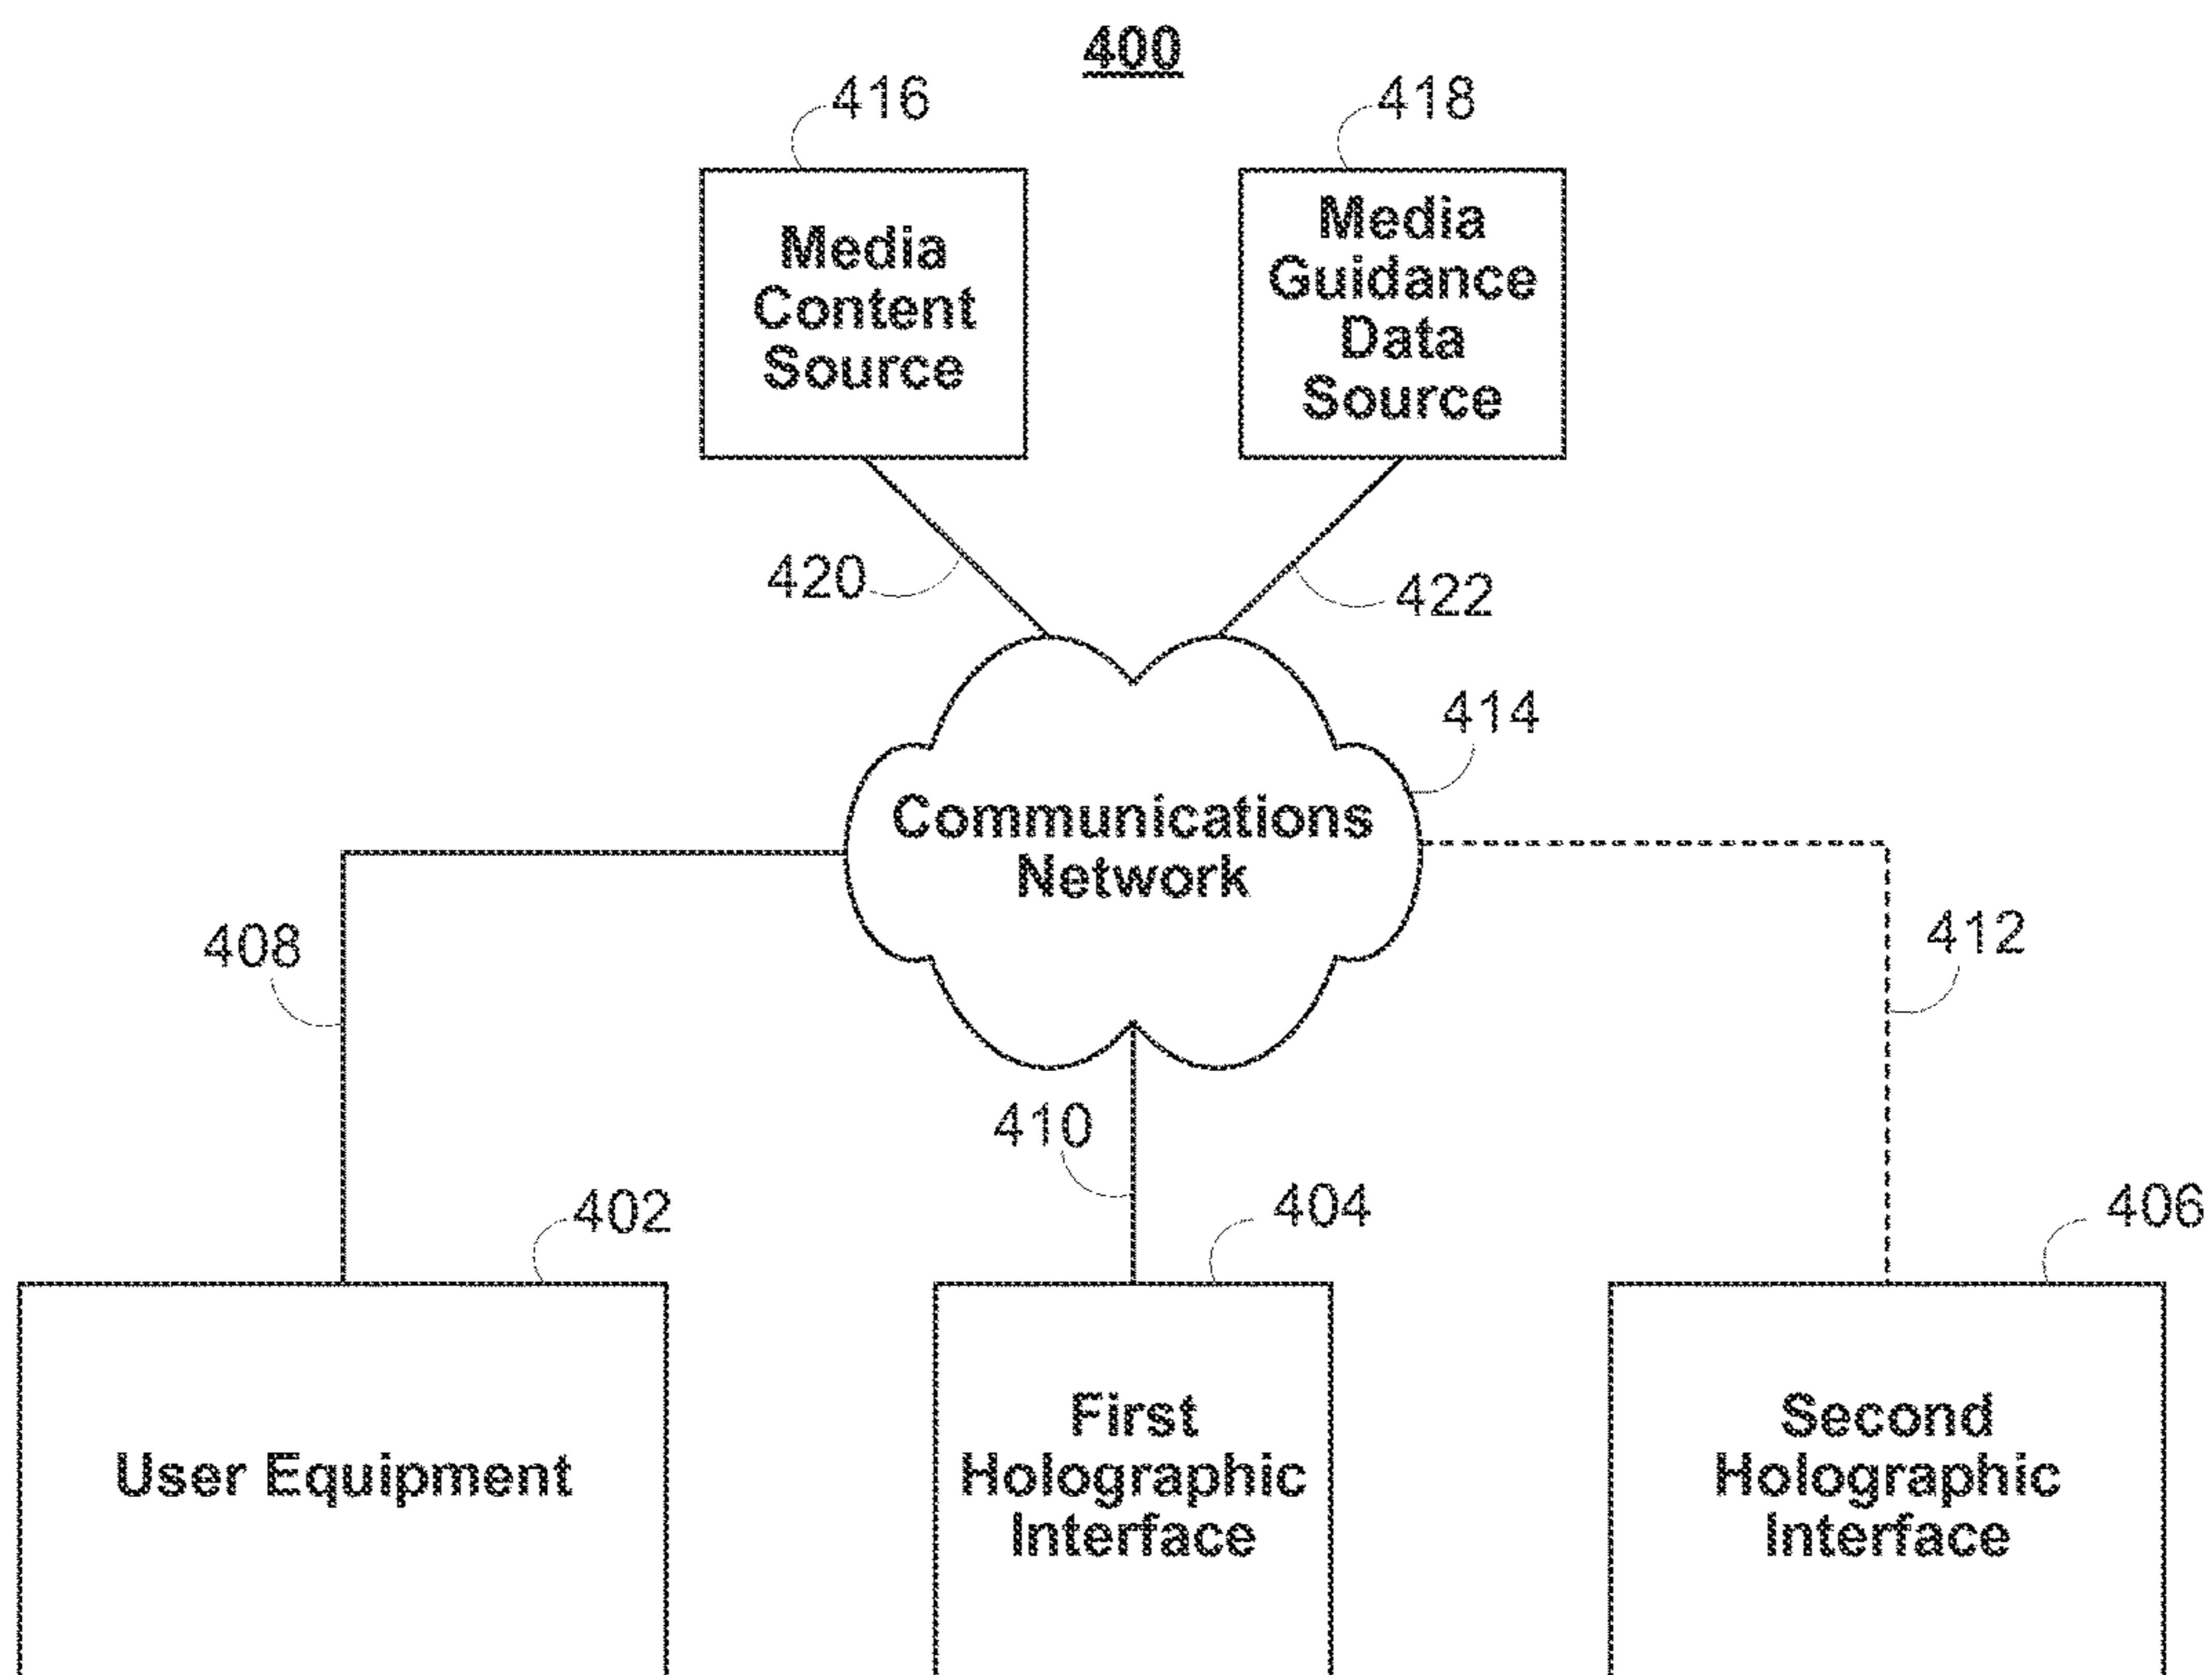 400
416
418
Media
Content
Source
Media
Guidance
Data
Source
420
422
414
Communications
Network
408
412
410
402
404
406
User Equipment
First
Holographic
Interface
Second
Holographic
Interface